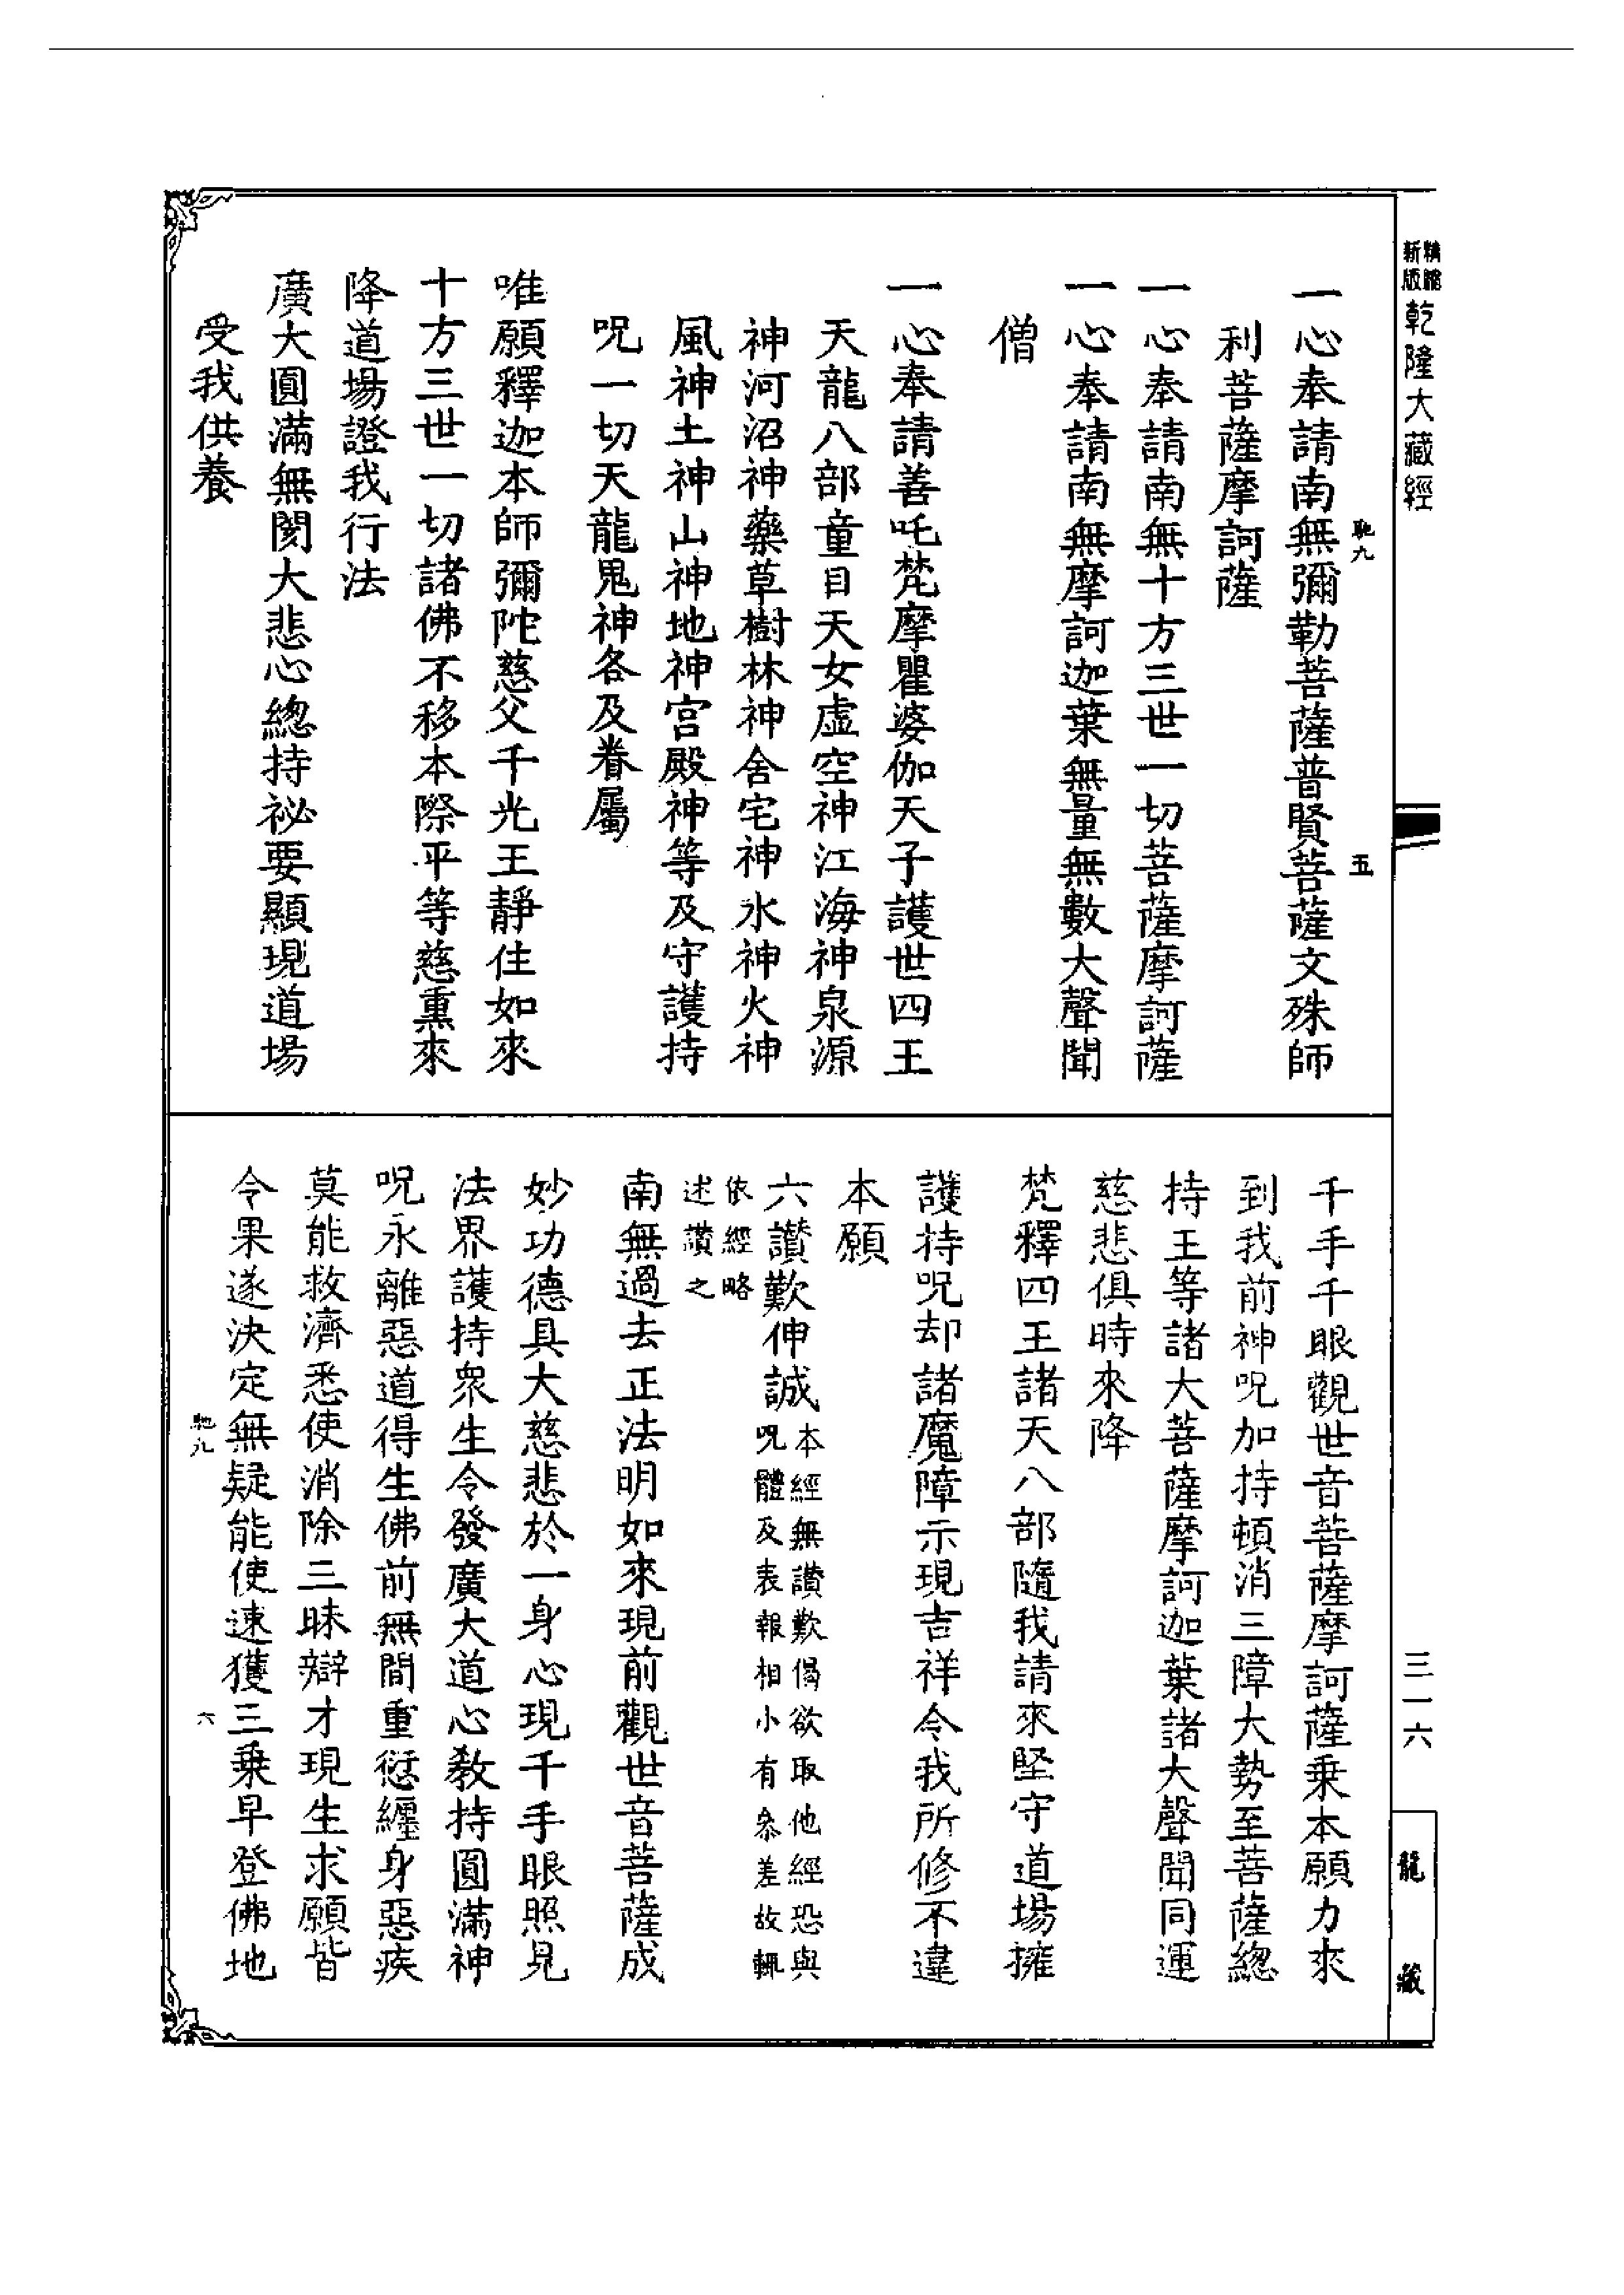 精縮
新版
乾隆大藏經
馳九
五
一心奉請南無彌勒菩薩普賢菩薩文殊師
利菩薩摩訶薩
一心奉請南無十方三世一切菩薩摩訶薩
一心奉請南無摩訶迦葉無量無數大聲聞
僧
一心奉請善吒梵摩瞿婆伽天子護世四王
天龍八部童目天女虛空神江海神泉源
神河沼神藥草樹林神舍宅神水神火神
風神土神山神地神宫殿神等及守護持
呪一切天龍鬼神各及眷屬
唯願釋迦本師彌陀慈父千光王靜住如來
十方三世一切諸佛不移本際平等慈熏來
降道場證我行法
廣大圓滿無閡大悲心總持祕要顯現道場
受我供養
三一六
龍藏
千手千眼觀世音菩薩摩訶薩乗本願力來
到我前神呪加持頓消三障大勢至菩薩總
持王等諸大菩薩摩訶迦葉諸大聲聞同運
慈悲俱時來降
梵釋四王諸天八部隨我請來堅守道場擁
護持呪却諸魔障示現吉祥令我所修不違
本願
六讚歎伸誠
本經無讚歎偈欲取他經恐與
呪體及表報相小有叅差故輒
依經略
述讚之
南無過去正法明如來現前觀世音菩薩成
妙功德具大慈悲於一身心現千手眼照見
法界護持衆生令發廣大道心教持圓滿神
呪永離惡道得生佛前無間重愆纏身惡疾
莫能救濟悉使消除三昧辯才現生求願皆
令果遂決定無疑能使速獲三乗早登佛地
馳九
六